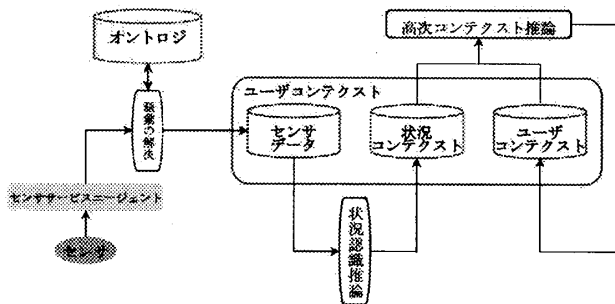 高次コンテクスト推論
オントロジ
ユーザコンテクスト
の解決
センサ
データ
状況
コンテクスト
ユーザ
コンテクスト
センササービスエージェント
センサ
状況認識推論